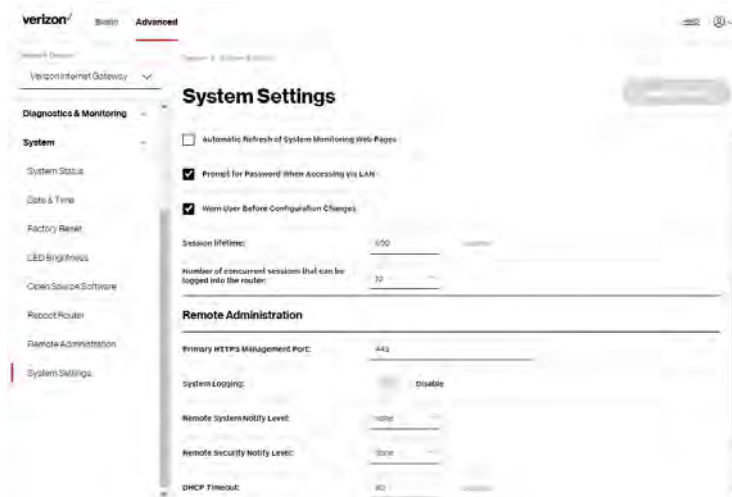 verizon
Basic
Advanced
Verizon Internet Gateway
System Settings
Diagnostics & Monitoring
System
Automatic Refresh of System Monitoring Web Pages
System Status
Prompt for Password When Accessing via LAN
Date & Time
Warn User Before Configuration Changes
Factory Reset
Session lifetime:
LED Brightness
Number of concurrent sessions that can be
logged into the router:
10
Open Source Software
Reboot Router
Remote Administration
Remote Administration
Primary HTTPS Management Port:
443
System Settings
System Logging:
Disable
Remote System Notify Level:
None
Remote Security Notify Level:
None
DHCP Timeout: